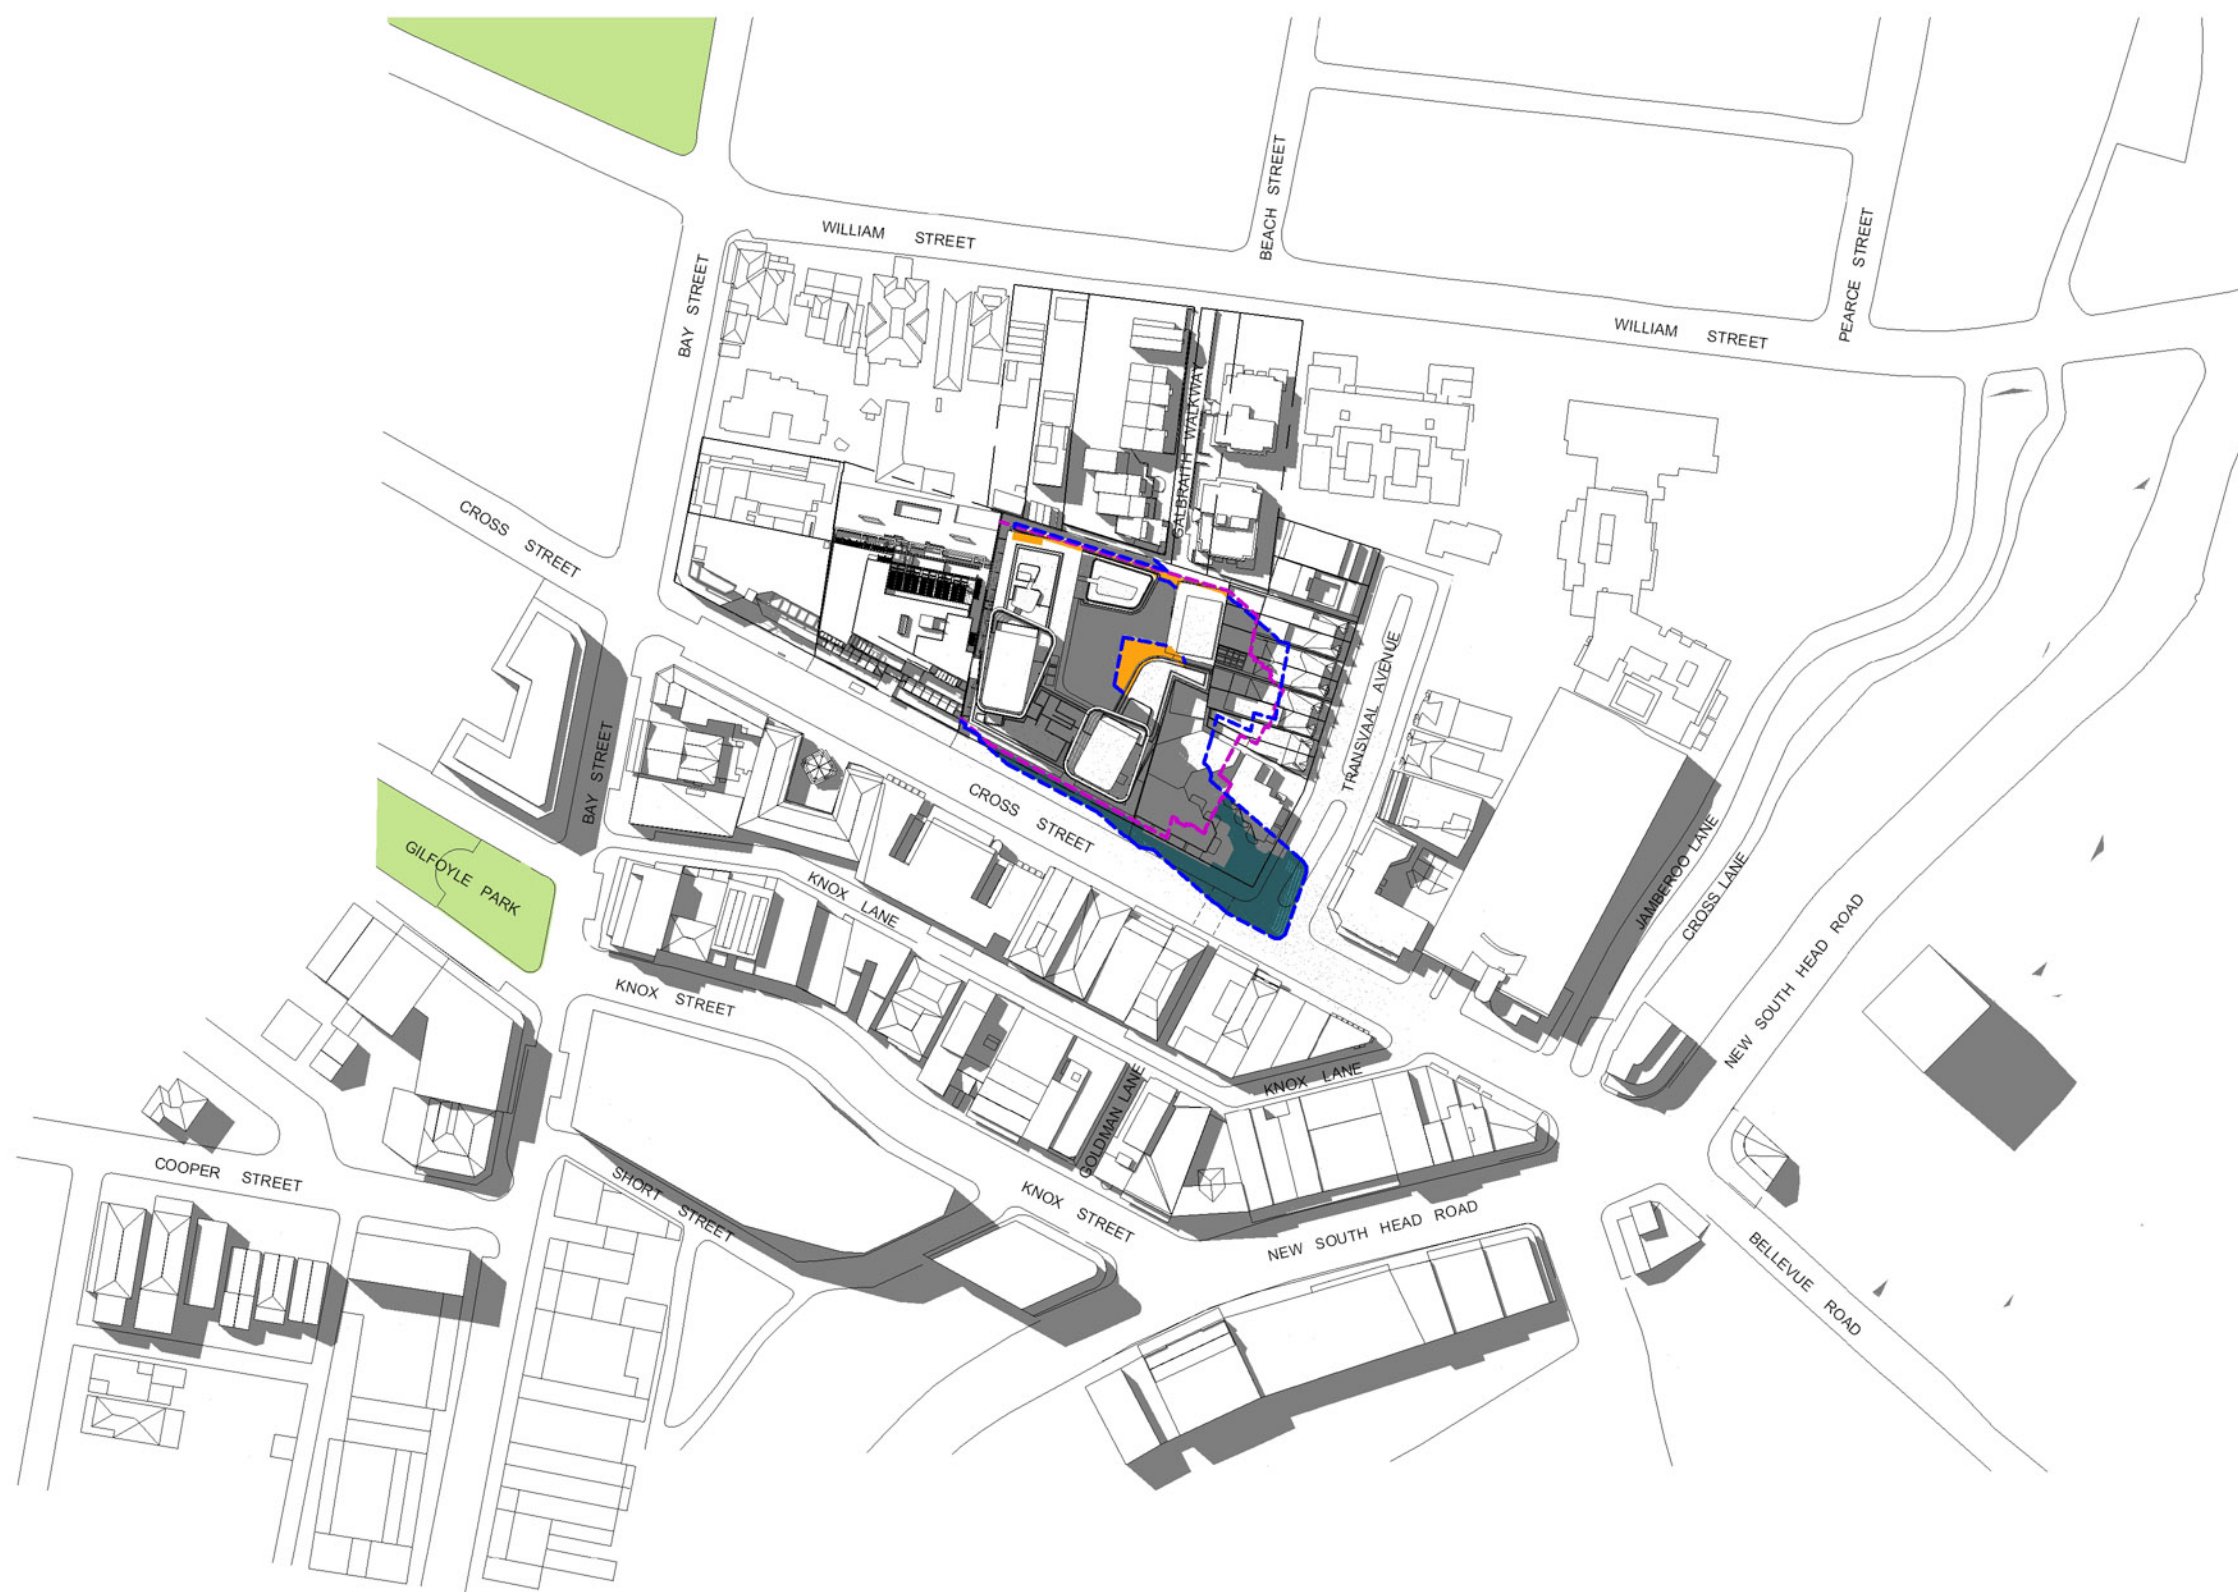 WILLIAM STREET
BEACH STREET
PEARCE STREET
BAY STREET
WILLIAM STREET
GALBRAITH WALKWAY
CROSS STREET
TRANSVAAL AVENUE
BAY STREET
CROSS STREET
GILFOYLE PARK
KNOX LANE
JAMBEROO LANE
CROSS LANE
NEW SOUTH HEAD ROAD
KNOX STREET
KNOX LANE
GOLDMAN LANE
COOPER STREET
SHORT STREET
KNOX STREET
NEW SOUTH HEAD ROAD
BELLEVUE ROAD